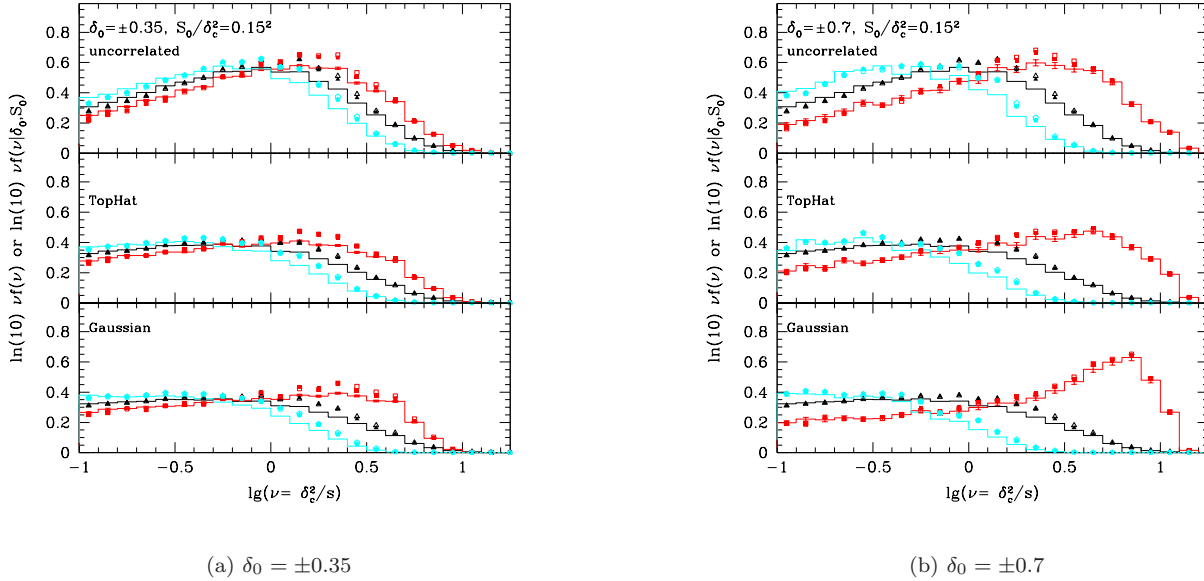 δ₀=±0.35, S₀/δ_c²=0.15²
uncorrelated
0.8
0.6
0.4
0.2
0
TopHat
0.8
0.6
0.4
0.2
0
Gaussian
0.8
0.6
0.4
0.2
0
−1
−0.5
0
0.5
1
ln(10) νf(ν) or ln(10) νf(ν|δ₀,S₀)
lg(ν= δ_c²/s)
(a) δ₀ = ±0.35
δ₀=±0.7, S₀/δ_c²=0.15²
uncorrelated
0.8
0.6
0.4
0.2
0
TopHat
0.8
0.6
0.4
0.2
0
Gaussian
0.8
0.6
0.4
0.2
0
−1
−0.5
0
0.5
1
ln(10) νf(ν) or ln(10) νf(ν|δ₀,S₀)
lg(ν= δ_c²/s)
(b) δ₀ = ±0.7